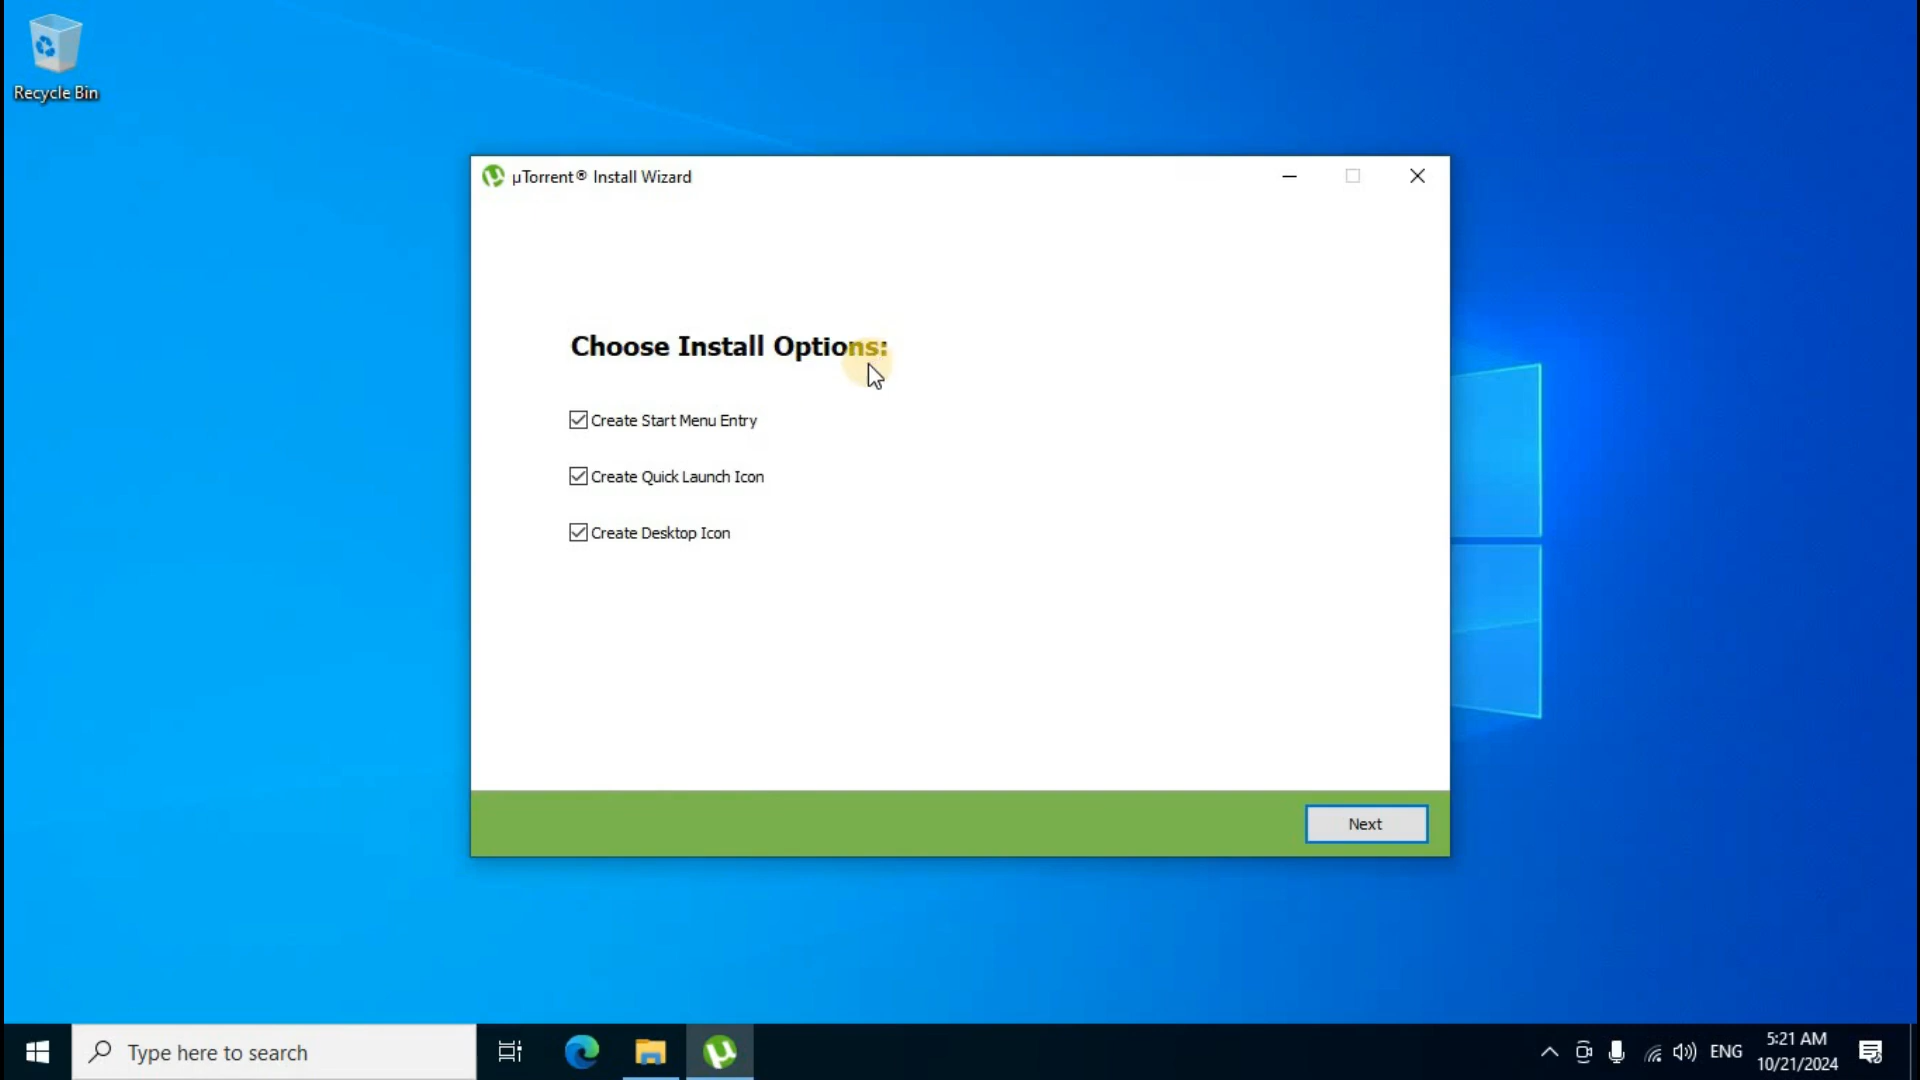 Recycle Bin
µTorrent® Install Wizard
Choose Install Options:
Create Start Menu Entry
Create Quick Launch Icon
Create Desktop Icon
Next
Type here to search
ENG
5:21 AM
10/21/2024